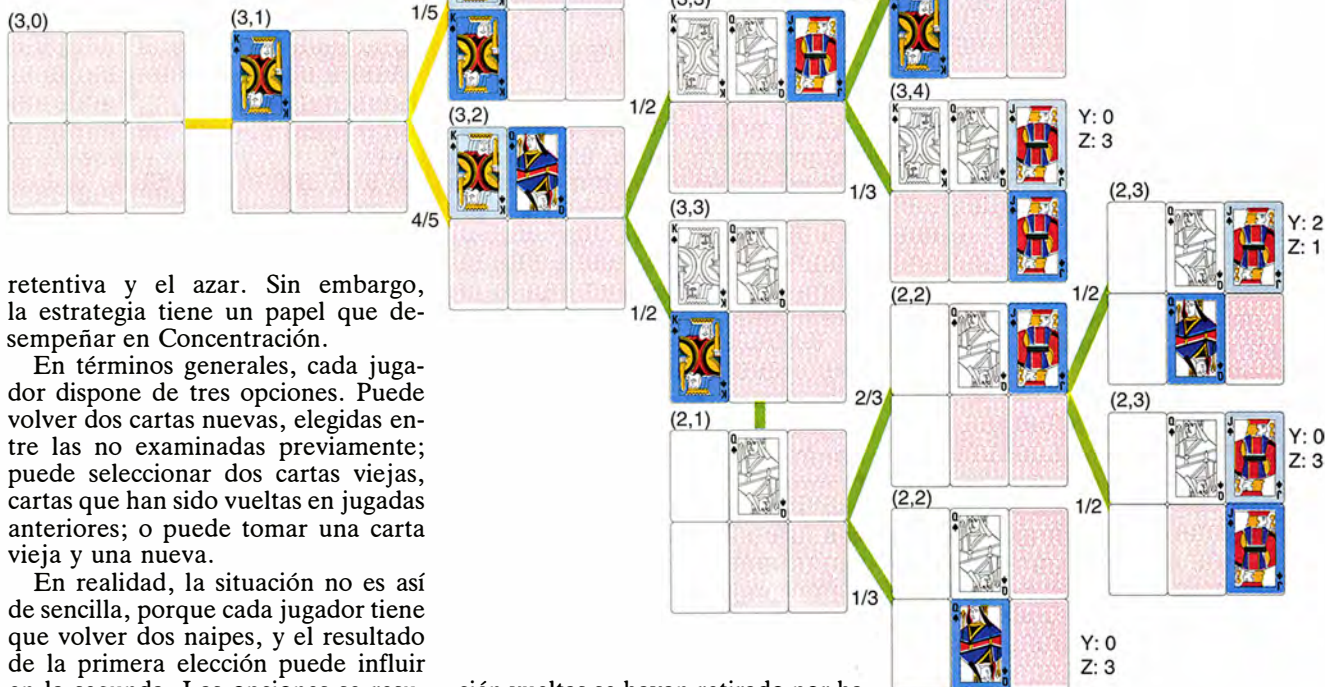 (3,0)
(3,1)
1/5
(3,2)
4/5
1/2
1/2
(3,3)
(2,1)
1/3
(3,4)
Y: 0
Z: 3
2/3
(2,2)
1/3
(2,2)
Y: 0
Z: 3
1/2
1/2
(2,3)
Y: 2
Z: 1
(2,3)
Y: 0
Z: 3
retentiva y el azar. Sin embargo,
la estrategia tiene un papel que de-
sempeñar en Concentración.
En términos generales, cada juga-
dor dispone de tres opciones. Puede
volver dos cartas nuevas, elegidas en-
tre las no examinadas previamente;
puede seleccionar dos cartas viejas,
cartas que han sido vueltas en jugadas
anteriores; o puede tomar una carta
vieja y una nueva.
En realidad, la situación no es así
de sencilla, porque cada jugador tiene
que volver dos naipes, y el resultado
de la primera elección puede influir